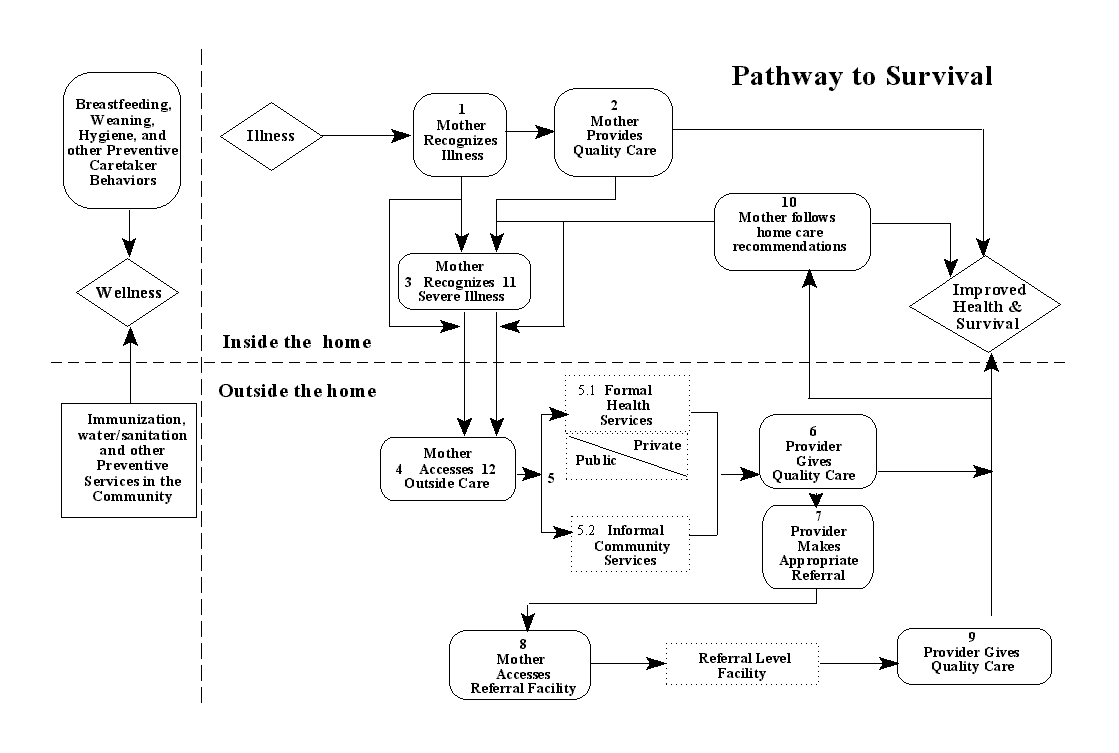 Pathway to Survival
Breastfeeding,
Weaning,
Hygiene, and
other Preventive
Caretaker
Behaviors
Wellness
Immunization,
water/sanitation
and other
Preventive
Services in the
Community
Illness
1
Mother
Recognizes
Illness
2
Mother
Provides
Quality Care
10
Mother follows
home care
recommendations
Mother
3 Recognizes 11
Severe Illness
Improved
Health &
Survival
Inside the home
Outside the home
Mother
4 Accesses 12
Outside Care
5
5.1 Formal
Health
Services
Private
Public
5.2 Informal
Community
Services
6
Provider
Gives
Quality Care
7
Provider
Makes
Appropriate
Referral
8
Mother
Accesses
Referral Facility
Referral Level
Facility
9
Provider Gives
Quality Care